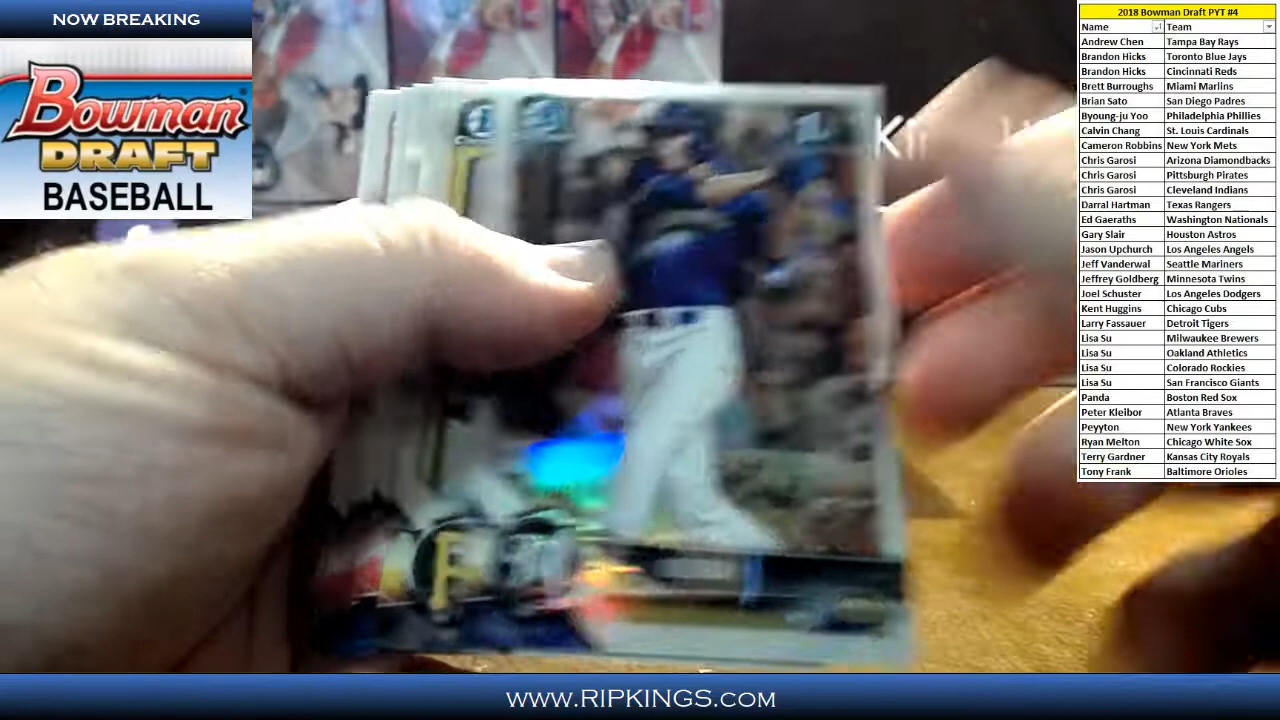 NOW BREAKING
Bowman
DRAFT
BASEBALL
2018 Bowman Draft PYT #4
Name Team
Andrew Chen Tampa Bay Rays
Brandon Hicks Toronto Blue Jays
Brandon Hicks Cincinnati Reds
Brett Burroughs Miami Marlins
Brian Sato San Diego Padres
Byoung-ju Yoo Philadelphia Phillies
Calvin Chang St. Louis Cardinals
Cameron Robbins New York Mets
Chris Garosi Arizona Diamondbacks
Chris Garosi Pittsburgh Pirates
Chris Garosi Cleveland Indians
Darral Hartman Texas Rangers
Ed Gaeraths Washington Nationals
Gary Slair Houston Astros
Jason Upchurch Los Angeles Angels
Jeff Vanderwal Seattle Mariners
Jeffrey Goldberg Minnesota Twins
Joel Schuster Los Angeles Dodgers
Kent Huggins Chicago Cubs
Larry Fassauer Detroit Tigers
Lisa Su Milwaukee Brewers
Lisa Su Oakland Athletics
Lisa Su Colorado Rockies
Lisa Su San Francisco Giants
Panda Boston Red Sox
Peter Kleibor Atlanta Braves
Peyyton New York Yankees
Ryan Melton Chicago White Sox
Terry Gardner Kansas City Royals
Tony Frank Baltimore Orioles
WWW.RIPKINGS.COM